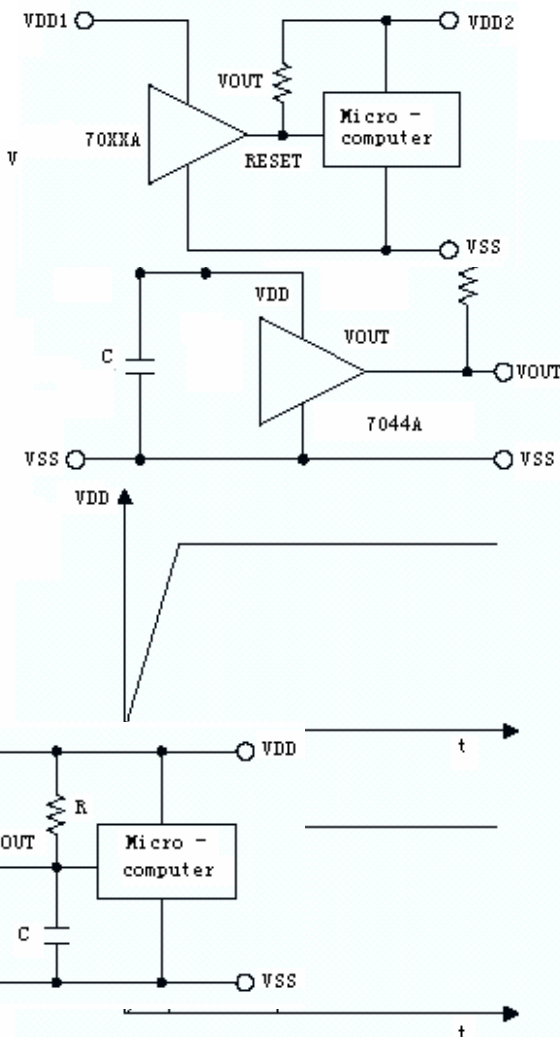 VDD1
VDD2
VOUT
70XXA
Micro -
computer
V
RESET
VSS
VDD
VOUT
C
VOUT
7044A
VSS
VSS
VDD
t
VDD
R
OUT
Micro -
computer
C
VSS
t